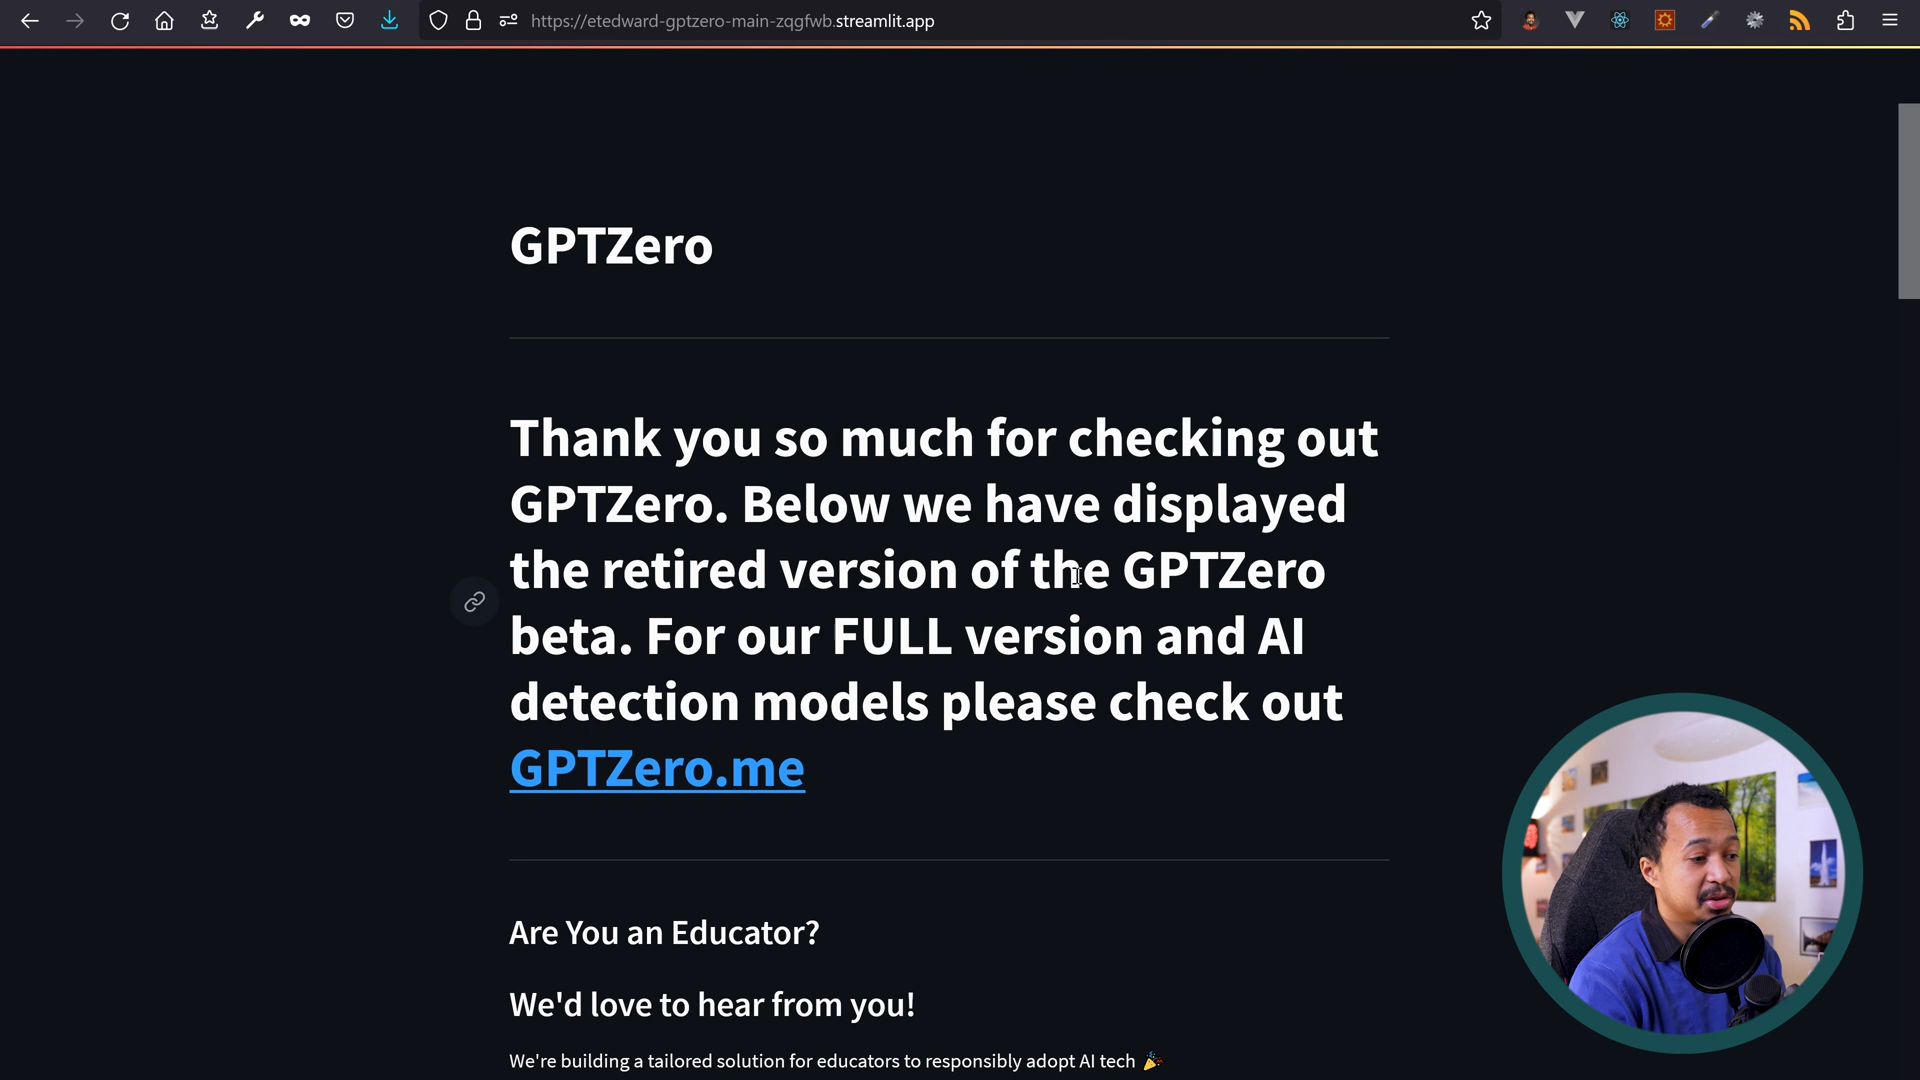 https://etedward-gptzero-main-zqgfwb.streamlit.app
GPTZero
Thank you so much for checking out
GPTZero. Below we have displayed
the retired version of the GPTZero
beta. For our FULL version and AI
detection models please check out
GPTZero.me
Are You an Educator?
We'd love to hear from you!
We're building a tailored solution for educators to responsibly adopt AI tech 🎉